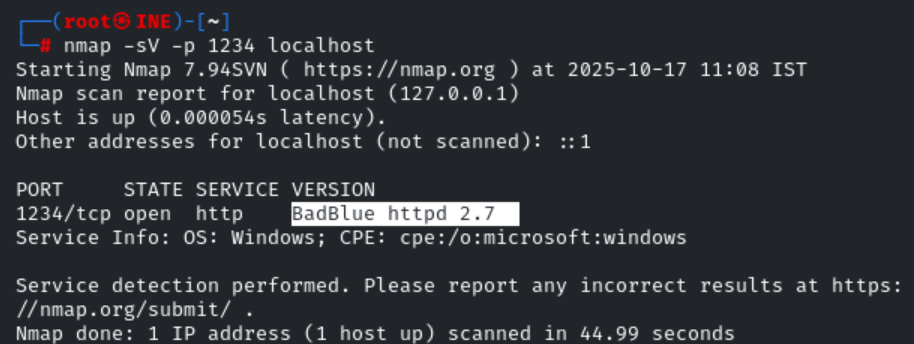 ┌──(root㉿INE)-[~]
└─# nmap -sV -p 1234 localhost
Starting Nmap 7.94SVN ( https://nmap.org ) at 2025-10-17 11:08 IST
Nmap scan report for localhost (127.0.0.1)
Host is up (0.000054s latency).
Other addresses for localhost (not scanned): ::1
PORT     STATE SERVICE VERSION
1234/tcp open  http    BadBlue httpd 2.7
Service Info: OS: Windows; CPE: cpe:/o:microsoft:windows
Service detection performed. Please report any incorrect results at https:
//nmap.org/submit/ .
Nmap done: 1 IP address (1 host up) scanned in 44.99 seconds